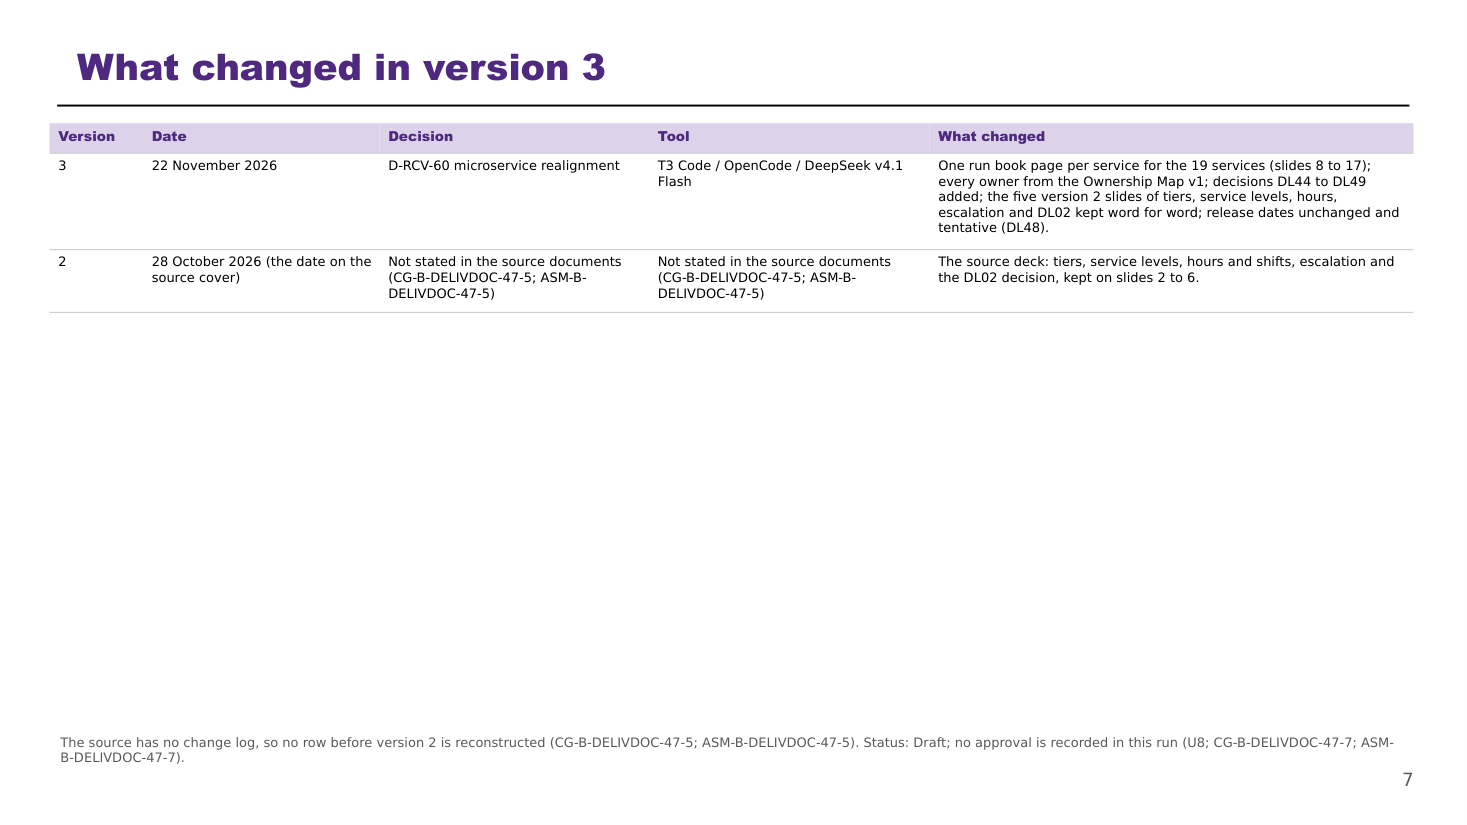 What changed in version 3
Version Date Decision Tool What changed
3 22 November 2026 D-RCV-60 microservice realignment T3 Code / OpenCode / DeepSeek v4.1 Flash One run book page per service for the 19 services (slides 8 to 17);
every owner from the Ownership Map v1; decisions DL44 to DL49
added; the five version 2 slides of tiers, service levels, hours,
escalation and DL02 kept word for word; release dates unchanged and
tentative (DL48).
2 28 October 2026 (the date on the
source cover)
Not stated in the source documents
(CG-B-DELIVDOC-47-5; ASM-B-
DELIVDOC-47-5)
Not stated in the source documents
(CG-B-DELIVDOC-47-5; ASM-B-
DELIVDOC-47-5)
The source deck: tiers, service levels, hours and shifts, escalation and
the DL02 decision, kept on slides 2 to 6.
The source has no change log, so no row before version 2 is reconstructed (CG-B-DELIVDOC-47-5; ASM-B-DELIVDOC-47-5). Status: Draft; no approval is recorded in this run (U8; CG-B-DELIVDOC-47-7; ASM-
B-DELIVDOC-47-7).
7